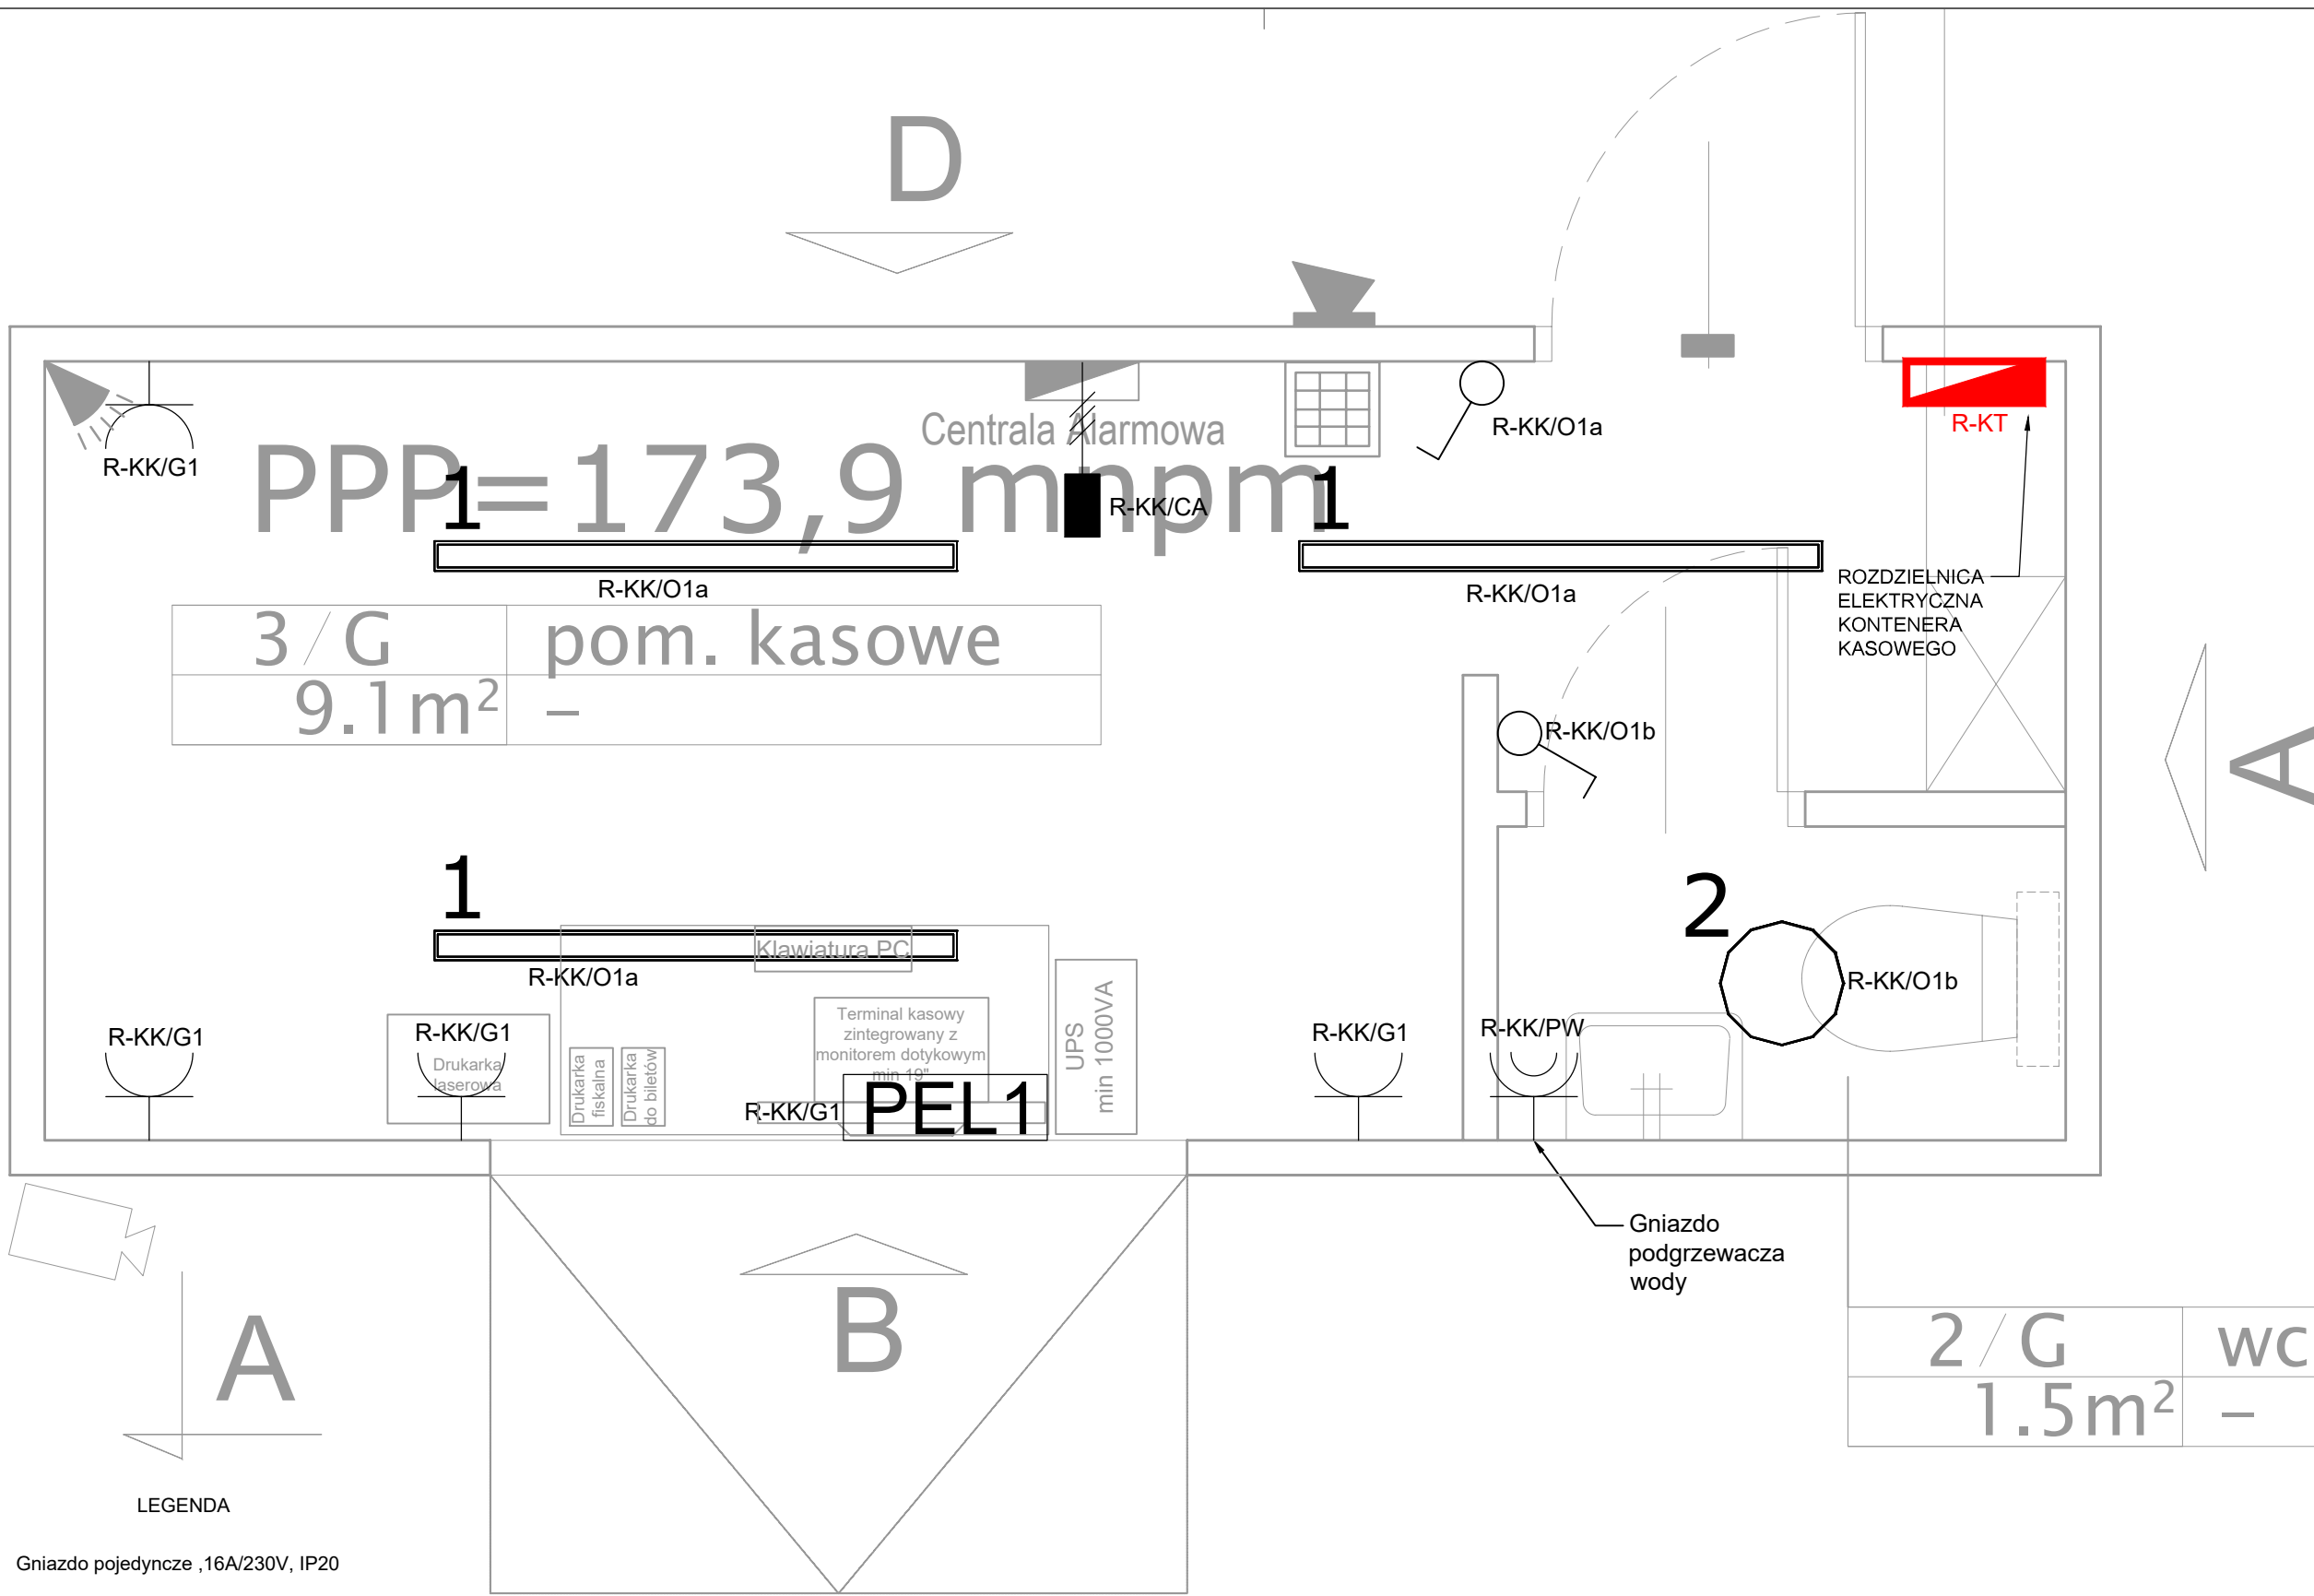 D
R-KK/G1
Centrala Alarmowa
R-KK/O1a
R-KT
PPP=173,9 mnpm
1
1
R-KK/CA
R-KK/O1a
R-KK/O1a
ROZDZIELNICA
ELEKTRYCZNA
KONTENERA
KASOWEGO
3/G pom. kasowe
9.1m² –
R-KK/O1b
A
1
2
Klawiatura PC
R-KK/O1a
R-KK/O1b
R-KK/G1
R-KK/G1
Drukarka
laserowa
Drukarka
fiskalna
Drukarka
do biletów
Terminal kasowy
zintegrowany z
monitorem dotykowym
min 19"
UPS
min 1000VA
R-KK/G1
PEL1
R-KK/G1
R-KK/PW
Gniazdo
podgrzewacza
wody
A
B
2/G wc
1.5m² –
LEGENDA
Gniazdo pojedyncze ,16A/230V, IP20